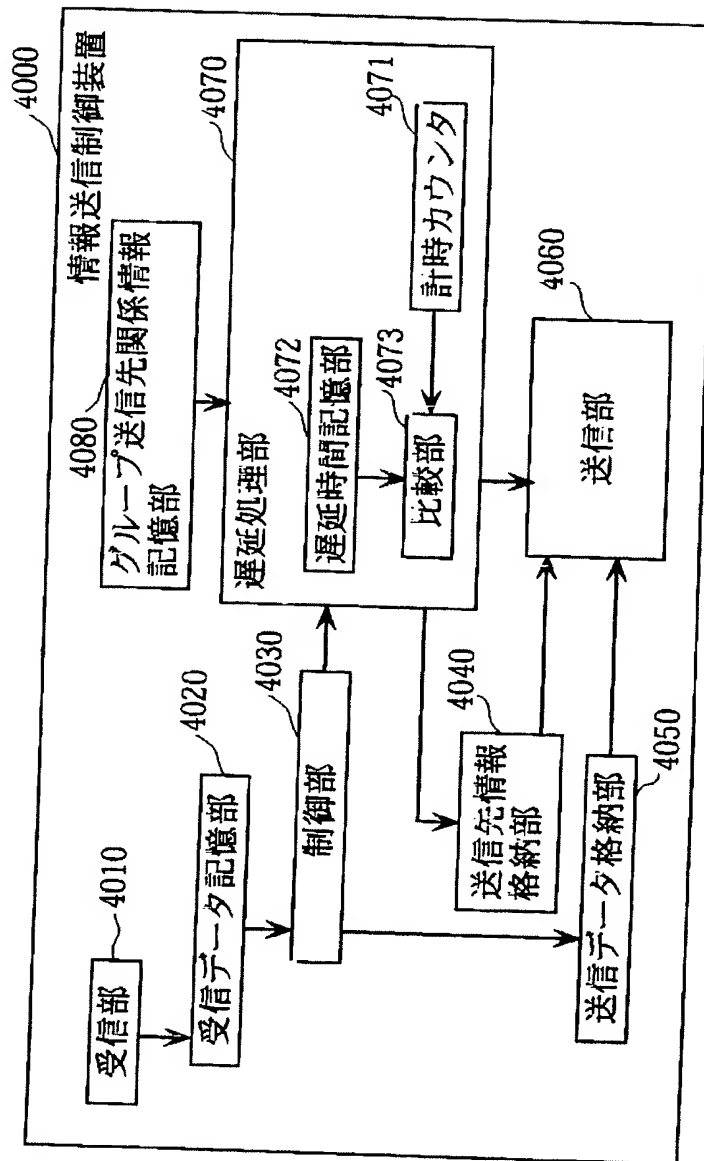 4000
情報送信制御装置
4010
受信部
4020
受信データ記憶部
4030
制御部
4080
グループ送信先関係情報
記憶部
4070
遅延処理部
4072
遅延時間記憶部
4073
比較部
4071
計時カウンタ
4040
送信先情報
格納部
4050
送信データ格納部
4060
送信部